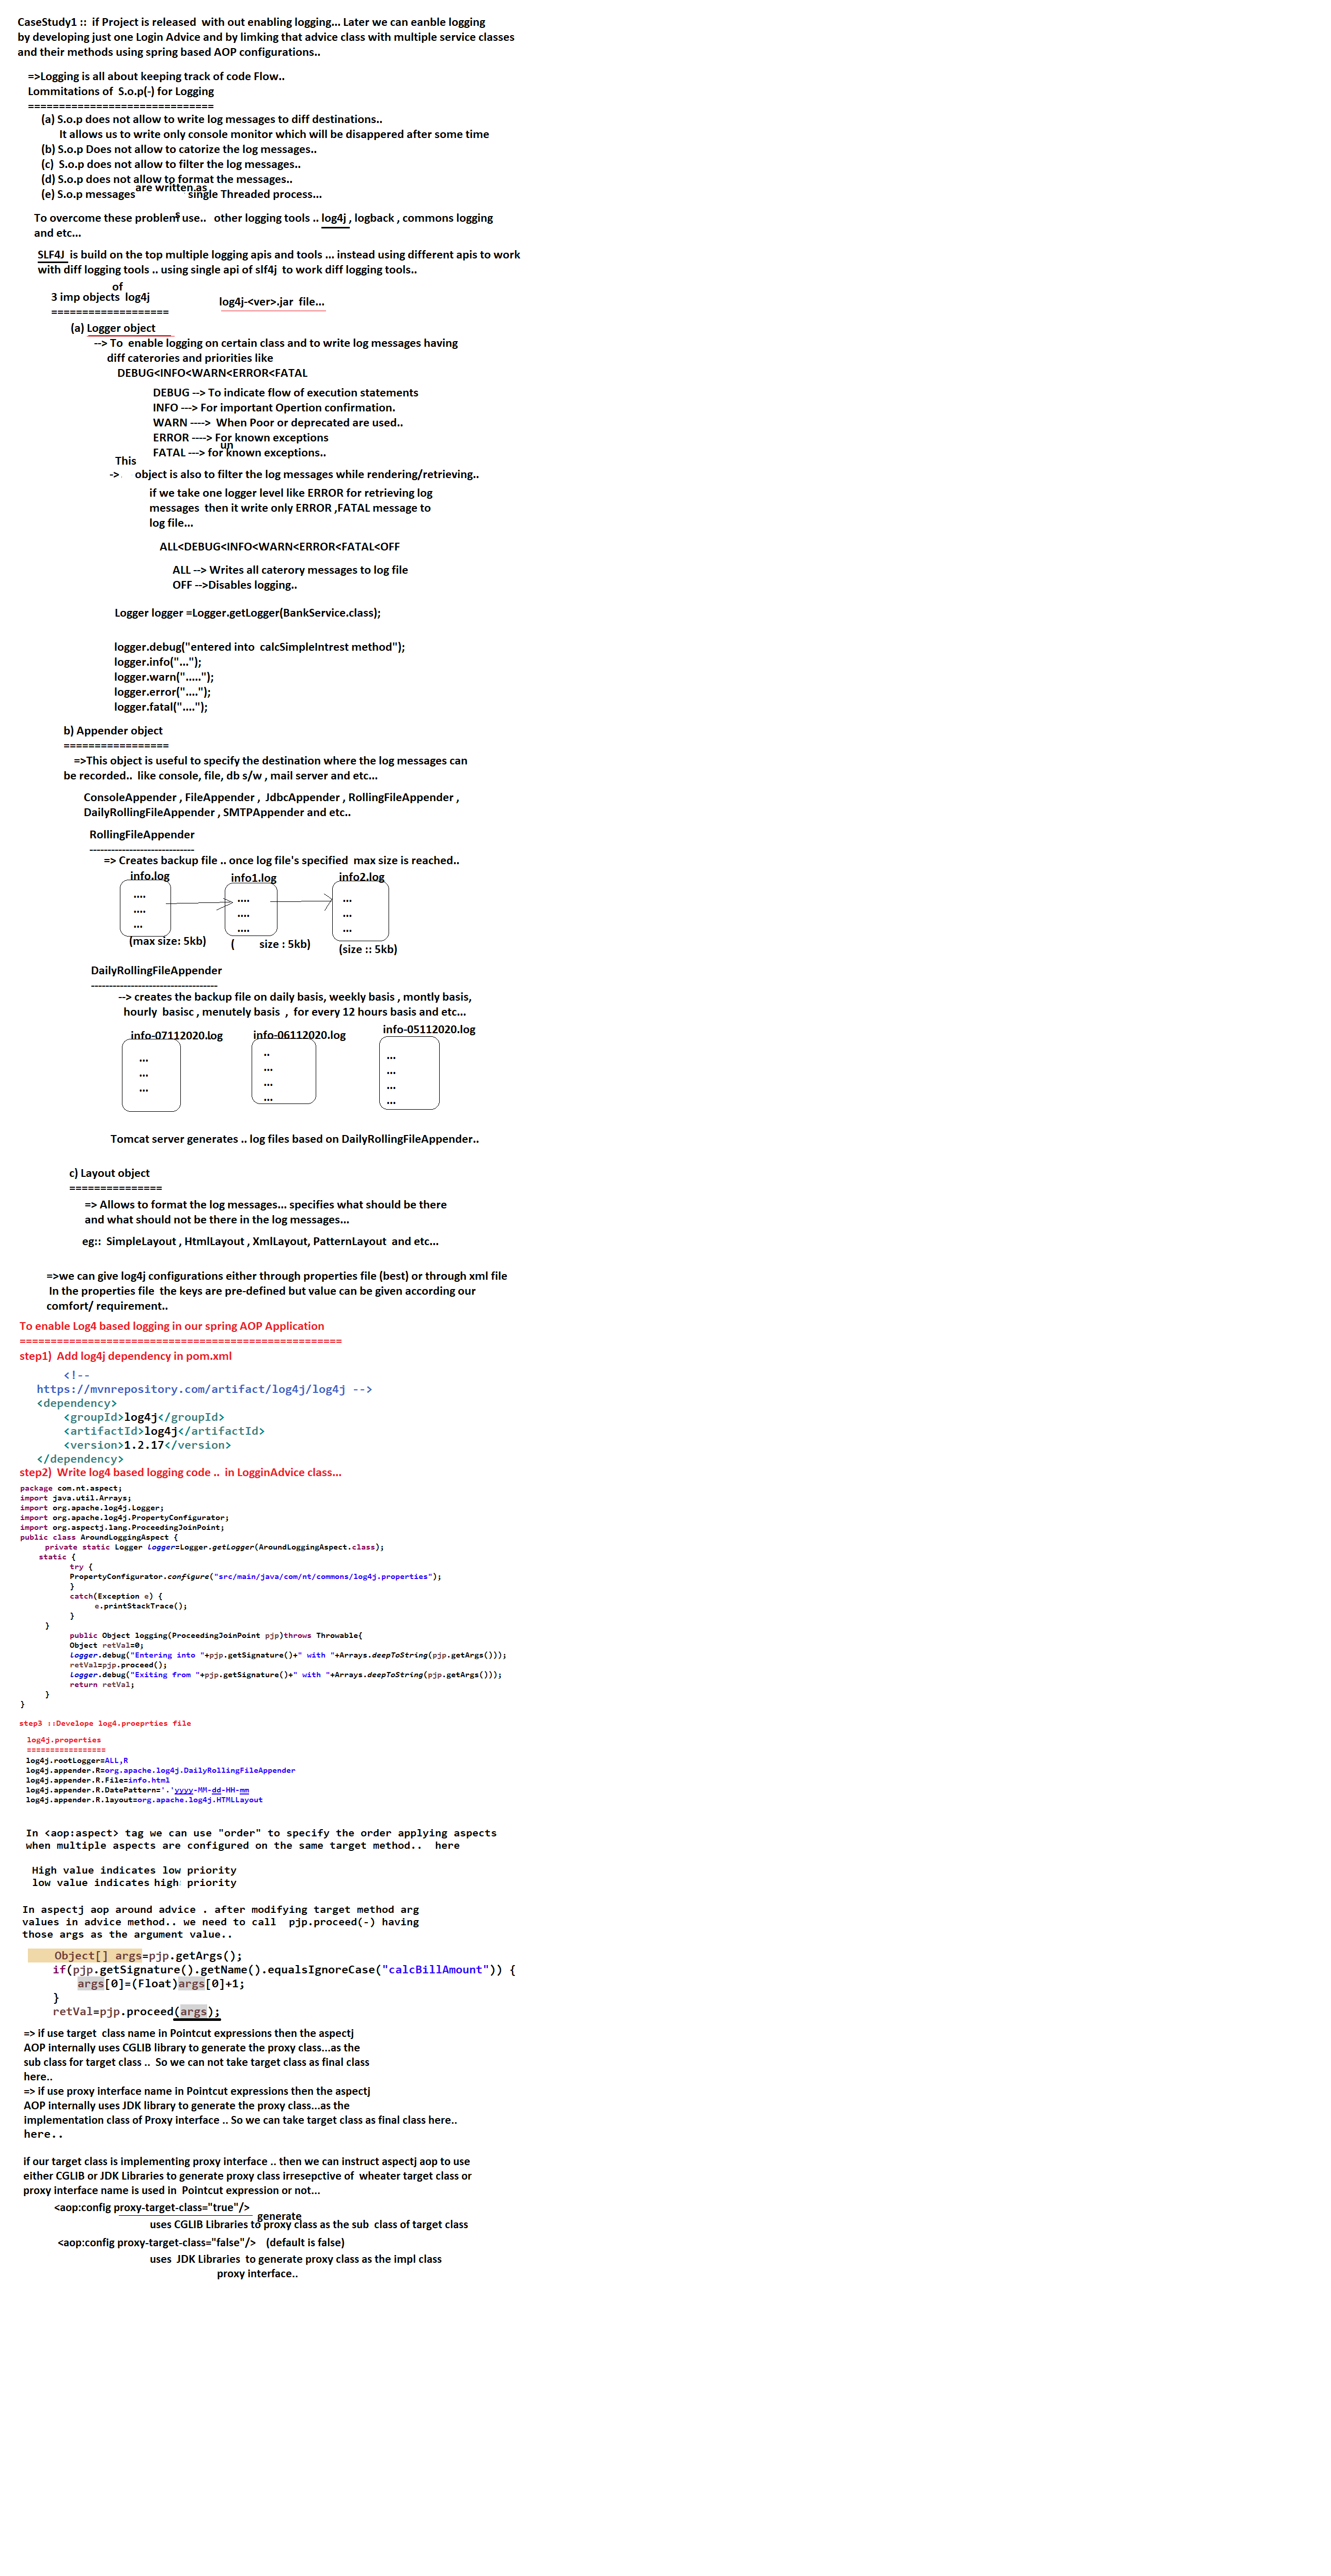 CaseStudy1 ::  if Project is released  with out enabling logging... Later we can eanble logging
by developing just one Login Advice and by limking that advice class with multiple service classes
and their methods using spring based AOP configurations..
=>Logging is all about keeping track of code Flow..
Lommitations of  S.o.p(-) for Logging
==============================
(a) S.o.p does not allow to write log messages to diff destinations..
It allows us to write only console monitor which will be disappered after some time
(b) S.o.p Does not allow to catorize the log messages..
(c)  S.o.p does not allow to filter the log messages..
(d) S.o.p does not allow to format the messages..
(e) S.o.p messages are written as single Threaded process...
To overcome these problems use..   other logging tools .. log4j , logback , commons logging
and etc...
SLF4J  is build on the top multiple logging apis and tools ... instead using different apis to work
with diff logging tools .. using single api of slf4j  to work diff logging tools..
3 imp objects of log4j
log4j-<ver>.jar  file...
===================
(a) Logger object
--> To  enable logging on certain class and to write log messages having
diff caterories and priorities like
DEBUG<INFO<WARN<ERROR<FATAL
DEBUG --> To indicate flow of execution statements
INFO ---> For important Opertion confirmation.
WARN ---->  When Poor or deprecated are used..
ERROR ----> For known exceptions
FATAL ---> for unknown exceptions..
-> This object is also to filter the log messages while rendering/retrieving..
if we take one logger level like ERROR for retrieving log
messages  then it write only ERROR ,FATAL message to
log file...
ALL<DEBUG<INFO<WARN<ERROR<FATAL<OFF
ALL --> Writes all caterory messages to log file
OFF -->Disables logging..
Logger logger =Logger.getLogger(BankService.class);
logger.debug("entered into  calcSimpleIntrest method");
logger.info("...");
logger.warn(".....");
logger.error("....");
logger.fatal("....");
b) Appender object
=================
=>This object is useful to specify the destination where the log messages can
be recorded..  like console, file, db s/w , mail server and etc...
ConsoleAppender , FileAppender ,  JdbcAppender , RollingFileAppender ,
DailyRollingFileAppender , SMTPAppender and etc..
RollingFileAppender
-----------------------------
=> Creates backup file .. once log file's specified  max size is reached..
info.log info1.log info2.log
.... .... ...
.... .... ...
... .... ...
(max size: 5kb) (        size : 5kb) (size :: 5kb)
DailyRollingFileAppender
-----------------------------------
--> creates the backup file on daily basis, weekly basis , montly basis,
hourly  basisc , menutely basis  ,  for every 12 hours basis and etc...
info-07112020.log info-06112020.log info-05112020.log
... .. ...
... ... ...
... ... ...
... ...
Tomcat server generates .. log files based on DailyRollingFileAppender..
c) Layout object
===============
=> Allows to format the log messages... specifies what should be there
and what should not be there in the log messages...
eg::  SimpleLayout , HtmlLayout , XmlLayout, PatternLayout  and etc...
=>we can give log4j configurations either through properties file (best) or through xml file
In the properties file  the keys are pre-defined but value can be given according our
comfort/ requirement..
To enable Log4 based logging in our spring AOP Application
====================================================
step1)  Add log4j dependency in pom.xml
<!--
https://mvnrepository.com/artifact/log4j/log4j -->
<dependency>
<groupId>log4j</groupId>
<artifactId>log4j</artifactId>
<version>1.2.17</version>
</dependency>
step2)  Write log4 based logging code ..  in LogginAdvice class...
package com.nt.aspect;
import java.util.Arrays;
import org.apache.log4j.Logger;
import org.apache.log4j.PropertyConfigurator;
import org.aspectj.lang.ProceedingJoinPoint;
public class AroundLoggingAspect {
private static Logger logger=Logger.getLogger(AroundLoggingAspect.class);
static {
try {
PropertyConfigurator.configure("src/main/java/com/nt/commons/log4j.properties");
}
catch(Exception e) {
e.printStackTrace();
}
}
public Object logging(ProceedingJoinPoint pjp)throws Throwable{
Object retVal=0;
logger.debug("Entering into "+pjp.getSignature()+" with "+Arrays.deepToString(pjp.getArgs()));
retVal=pjp.proceed();
logger.debug("Exiting from "+pjp.getSignature()+" with "+Arrays.deepToString(pjp.getArgs()));
return retVal;
}
}
step3 ::Develope log4.proeprties file
log4j.properties
=================
log4j.rootLogger=ALL,R
log4j.appender.R=org.apache.log4j.DailyRollingFileAppender
log4j.appender.R.File=info.html
log4j.appender.R.DatePattern='.'yyyy-MM-dd-HH-mm
log4j.appender.R.layout=org.apache.log4j.HTMLLayout
In <aop:aspect> tag we can use "order" to specify the order applying aspects
when multiple aspects are configured on the same target method..  here
High value indicates low priority
low value indicates high priority
In aspectj aop around advice . after modifying target method arg
values in advice method.. we need to call  pjp.proceed(-) having
those args as the argument value..
Object[] args=pjp.getArgs();
if(pjp.getSignature().getName().equalsIgnoreCase("calcBillAmount")) {
args[0]=(Float)args[0]+1;
}
retVal=pjp.proceed(args);
=> if use target  class name in Pointcut expressions then the aspectj
AOP internally uses CGLIB library to generate the proxy class...as the
sub class for target class ..  So we can not take target class as final class
here..
=> if use proxy interface name in Pointcut expressions then the aspectj
AOP internally uses JDK library to generate the proxy class...as the
implementation class of Proxy interface .. So we can take target class as final class here..
here..
if our target class is implementing proxy interface .. then we can instruct aspectj aop to use
either CGLIB or JDK Libraries to generate proxy class irresepctive of  wheater target class or
proxy interface name is used in  Pointcut expression or not...
<aop:config proxy-target-class="true"/>
uses CGLIB Libraries to generate proxy class as the sub  class of target class
<aop:config proxy-target-class="false"/>   (default is false)
uses  JDK Libraries  to generate proxy class as the impl class
proxy interface..